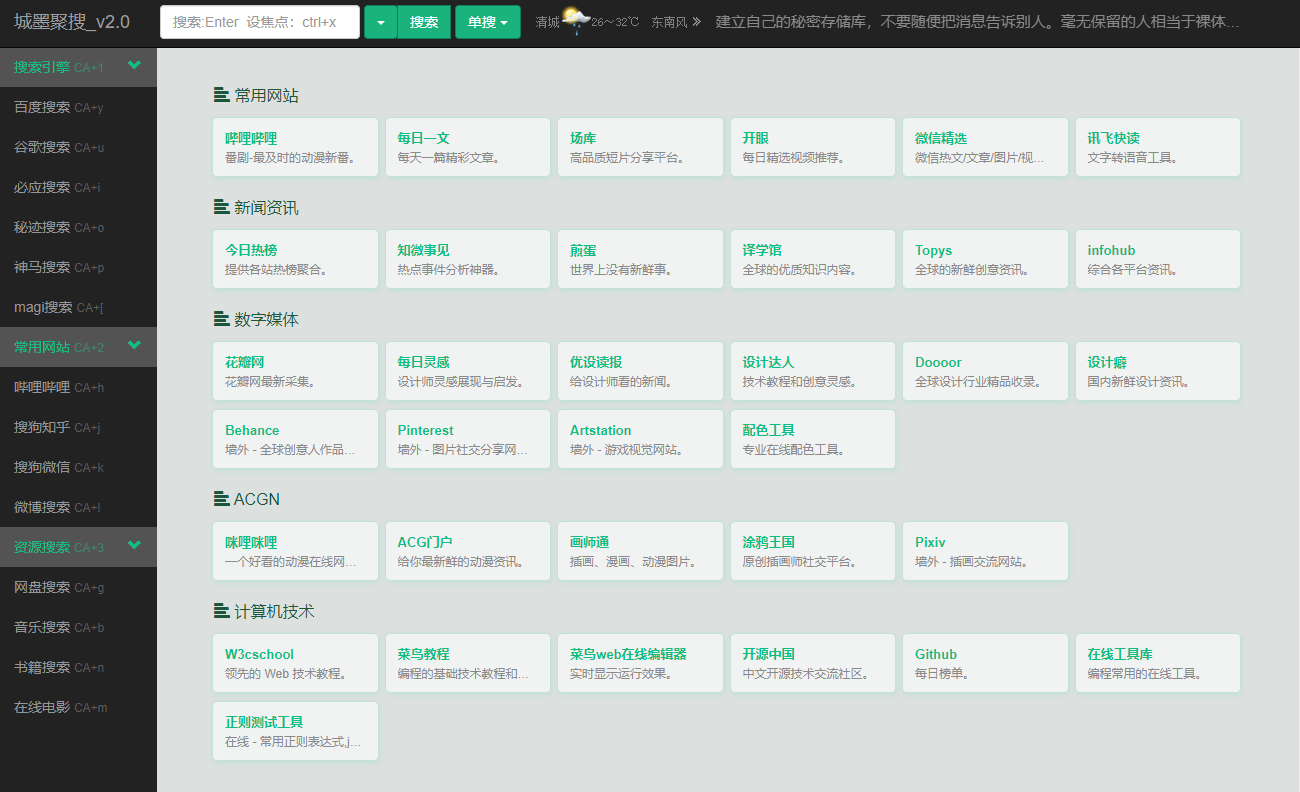 城墨聚搜_v2.0
搜索:Enter 设焦点：ctrl+x
搜索
单搜
清城 26～32℃ 东南风
建立自己的秘密存储库，不要随便把消息告诉别人。毫无保留的人相当于裸体...
搜索引擎 CA+1
百度搜索 CA+y
谷歌搜索 CA+u
必应搜索 CA+i
秘迹搜索 CA+o
神马搜索 CA+p
magi搜索 CA+[
常用网站 CA+2
哔哩哔哩 CA+h
搜狗知乎 CA+j
搜狗微信 CA+k
微博搜索 CA+l
资源搜索 CA+3
网盘搜索 CA+g
音乐搜索 CA+b
书籍搜索 CA+n
在线电影 CA+m
常用网站
哔哩哔哩
番剧-最及时的动漫新番。
每日一文
每天一篇精彩文章。
场库
高品质短片分享平台。
开眼
每日精选视频推荐。
微信精选
微信热文/文章/图片/视...
讯飞快读
文字转语音工具。
新闻资讯
今日热榜
提供各站热榜聚合。
知微事见
热点事件分析神器。
煎蛋
世界上没有新鲜事。
译学馆
全球的优质知识内容。
Topys
全球的新鲜创意资讯。
infohub
综合各平台资讯。
数字媒体
花瓣网
花瓣网最新采集。
每日灵感
设计师灵感展现与启发。
优设读报
给设计师看的新闻。
设计达人
技术教程和创意灵感。
Doooor
全球设计行业精品收录。
设计癖
国内新鲜设计资讯。
Behance
墙外 - 全球创意人作品...
Pinterest
墙外 - 图片社交分享网...
Artstation
墙外 - 游戏视觉网站。
配色工具
专业在线配色工具。
ACGN
咪哩咪哩
一个好看的动漫在线网...
ACG门户
给你最新鲜的动漫资讯。
画师通
插画、漫画、动漫图片。
涂鸦王国
原创插画师社交平台。
Pixiv
墙外 - 插画交流网站。
计算机技术
W3cschool
领先的 Web 技术教程。
菜鸟教程
编程的基础技术教程和...
菜鸟web在线编辑器
实时显示运行效果。
开源中国
中文开源技术交流社区。
Github
每日榜单。
在线工具库
编程常用的在线工具。
正则测试工具
在线 - 常用正则表达式,j...